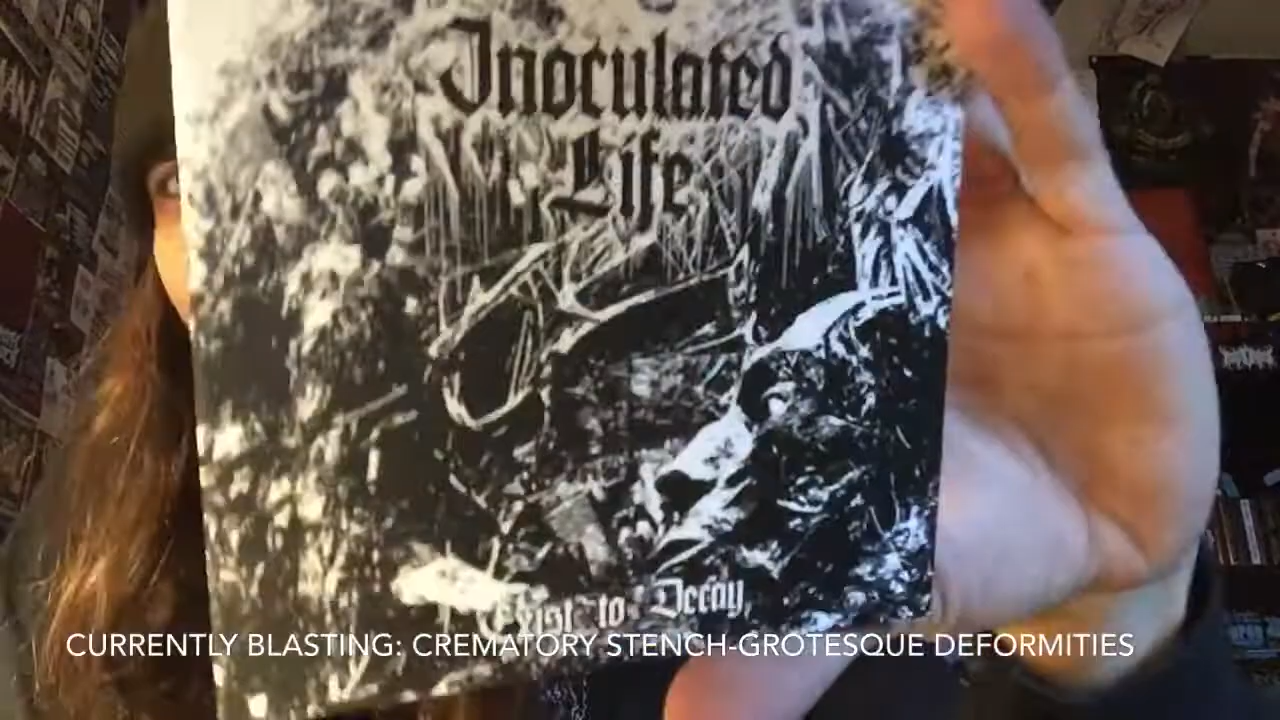 Inoculated
Life
Exist to Decay
CURRENTLY BLASTING: CREMATORY STENCH-GROTESQUE DEFORMITIES